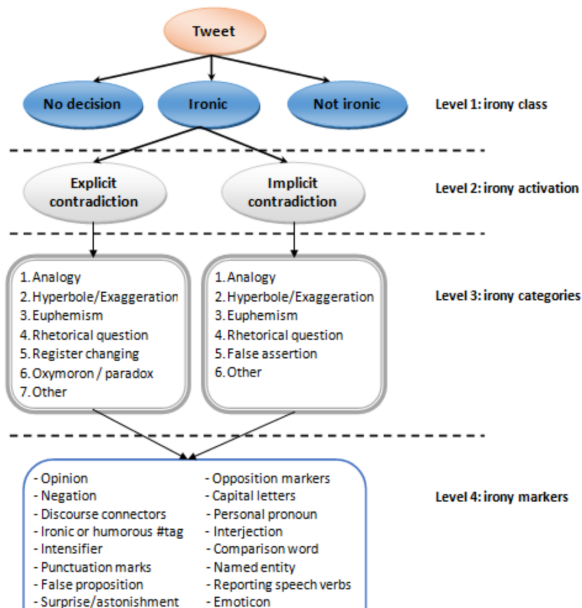 Tweet
No decision
Ironic
Not ironic
Level 1: irony class
Explicit
contradiction
Implicit
contradiction
Level 2: irony activation
1. Analogy
2. Hyperbole/Exaggeration
3. Euphemism
4. Rhetorical question
5. Register changing
6. Oxymoron / paradox
7. Other
1. Analogy
2. Hyperbole/Exaggeration
3. Euphemism
4. Rhetorical question
5. False assertion
6. Other
Level 3: irony categories
- Opinion
- Negation
- Discourse connectors
- Ironic or humorous #tag
- Intensifier
- Punctuation marks
- False proposition
- Surprise/astonishment
- Opposition markers
- Capital letters
- Personal pronoun
- Interjection
- Comparison word
- Named entity
- Reporting speech verbs
- Emoticon
Level 4: irony markers